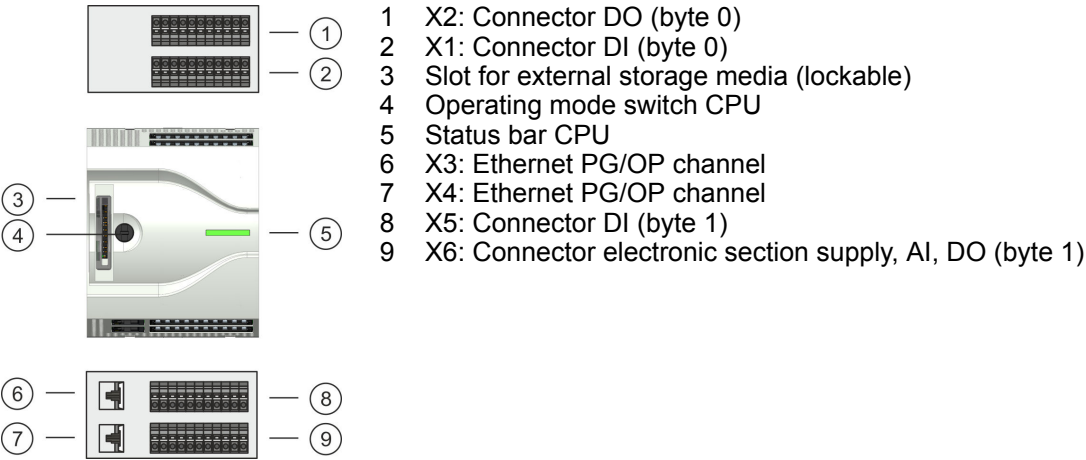 1 X2: Connector DO (byte 0)
2 X1: Connector DI (byte 0)
3 Slot for external storage media (lockable)
4 Operating mode switch CPU
5 Status bar CPU
6 X3: Ethernet PG/OP channel
7 X4: Ethernet PG/OP channel
8 X5: Connector DI (byte 1)
9 X6: Connector electronic section supply, AI, DO (byte 1)
1
2
3
4
5
6
8
7
9